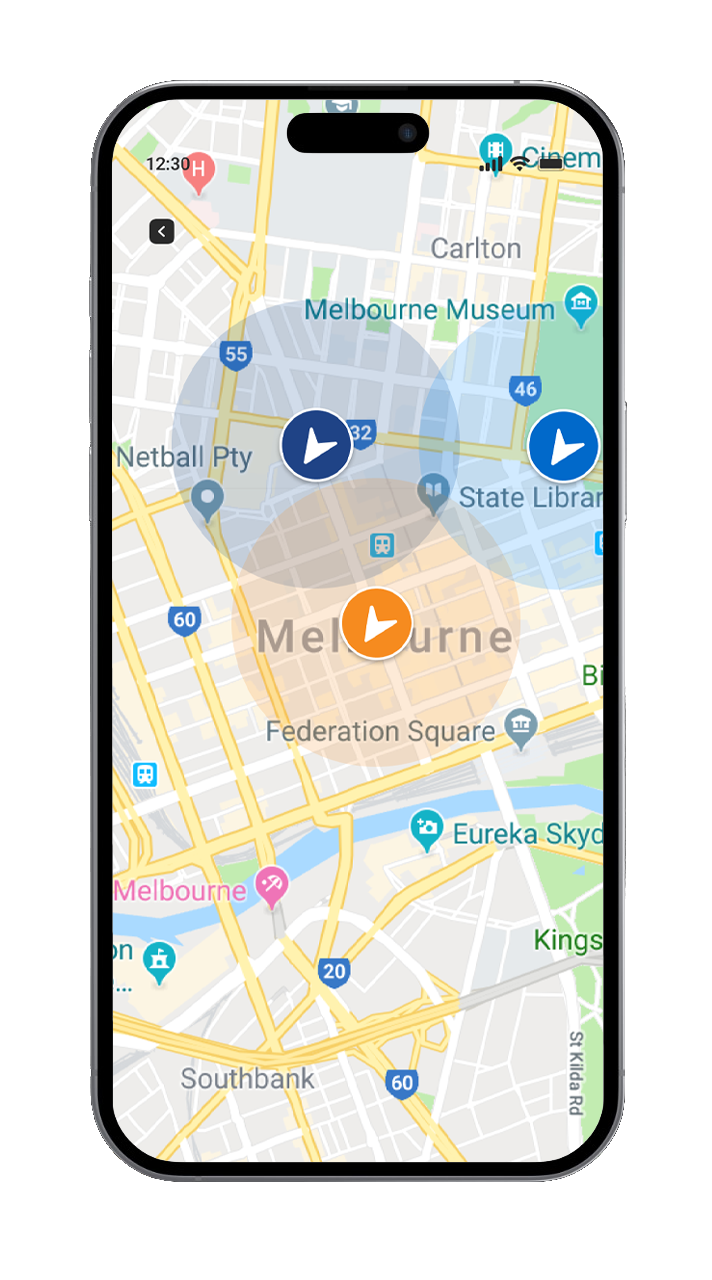 12:30
H
Cinem
Carlton
Melbourne Museum
55
46
32
Netball Pty
State Librar
60
Melurne
Bi
Federation Square
Eureka Skyd
Melbourne
Kings
on
...
20
St Kilda Rd
Southbank
60